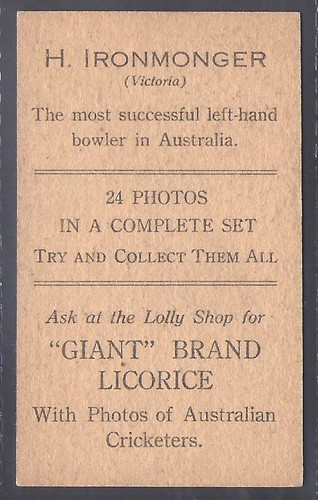 H. IRONMONGER
(Victoria)
The most successful left-hand
bowler in Australia.
24 PHOTOS
IN A COMPLETE SET
TRY AND COLLECT THEM ALL
Ask at the Lolly Shop for
"GIANT" BRAND
LICORICE
With Photos of Australian
Cricketers.